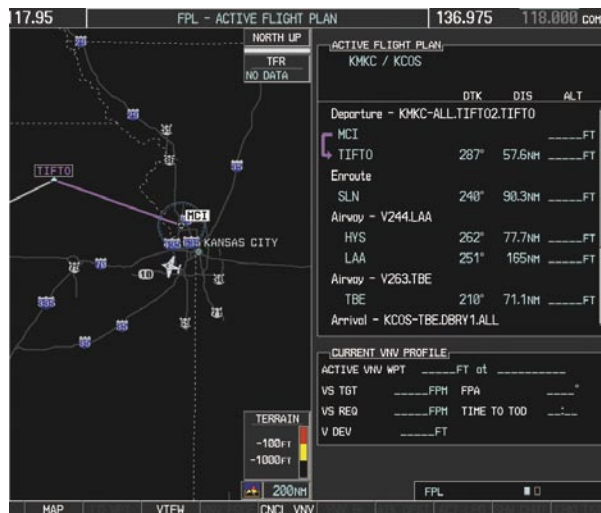 117.95
FPL - ACTIVE FLIGHT PLAN
136.975 118.000 COM
NORTH UP
TFR
NO DATA
TIFTO
MCI
KANSAS CITY
TERRAIN
-100FT
-1000FT
200NM
ACTIVE FLIGHT PLAN
KMKC / KCOS
DTK DIS ALT
Departure - KMKC-ALL.TIFTO2.TIFTO
MCI _____FT
TIFTO 287° 57.6NM _____FT
Enroute
SLN 240° 90.3NM _____FT
Airway - V244.LAA
HYS 262° 77.7NM _____FT
LAA 251° 165NM _____FT
Airway - V263.TBE
TBE 210° 71.1NM _____FT
Arrival - KCOS-TBE.DBRY1.ALL
CURRENT VNV PROFILE
ACTIVE VNV WPT _____FT at __________
VS TGT _____FPM FPA ____°
VS REQ _____FPM TIME TO TOD __:__
V DEV _____FT
FPL
MAP VIEW CNCL VNV